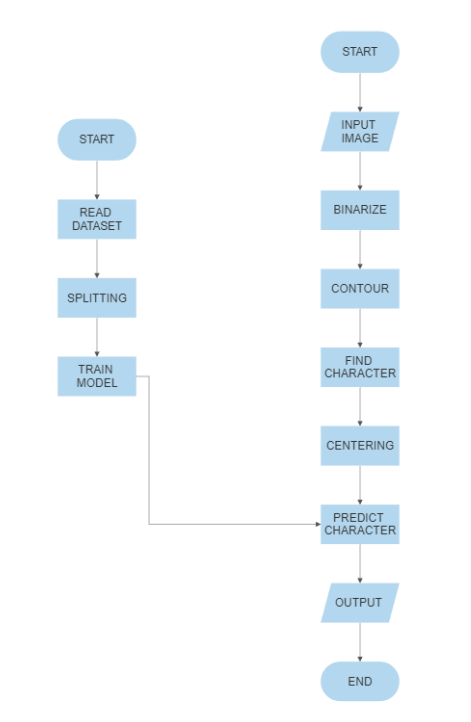 START
READ
DATASET
SPLITTING
TRAIN
MODEL
START
INPUT
IMAGE
BINARIZE
CONTOUR
FIND
CHARACTER
CENTERING
PREDICT
CHARACTER
OUTPUT
END